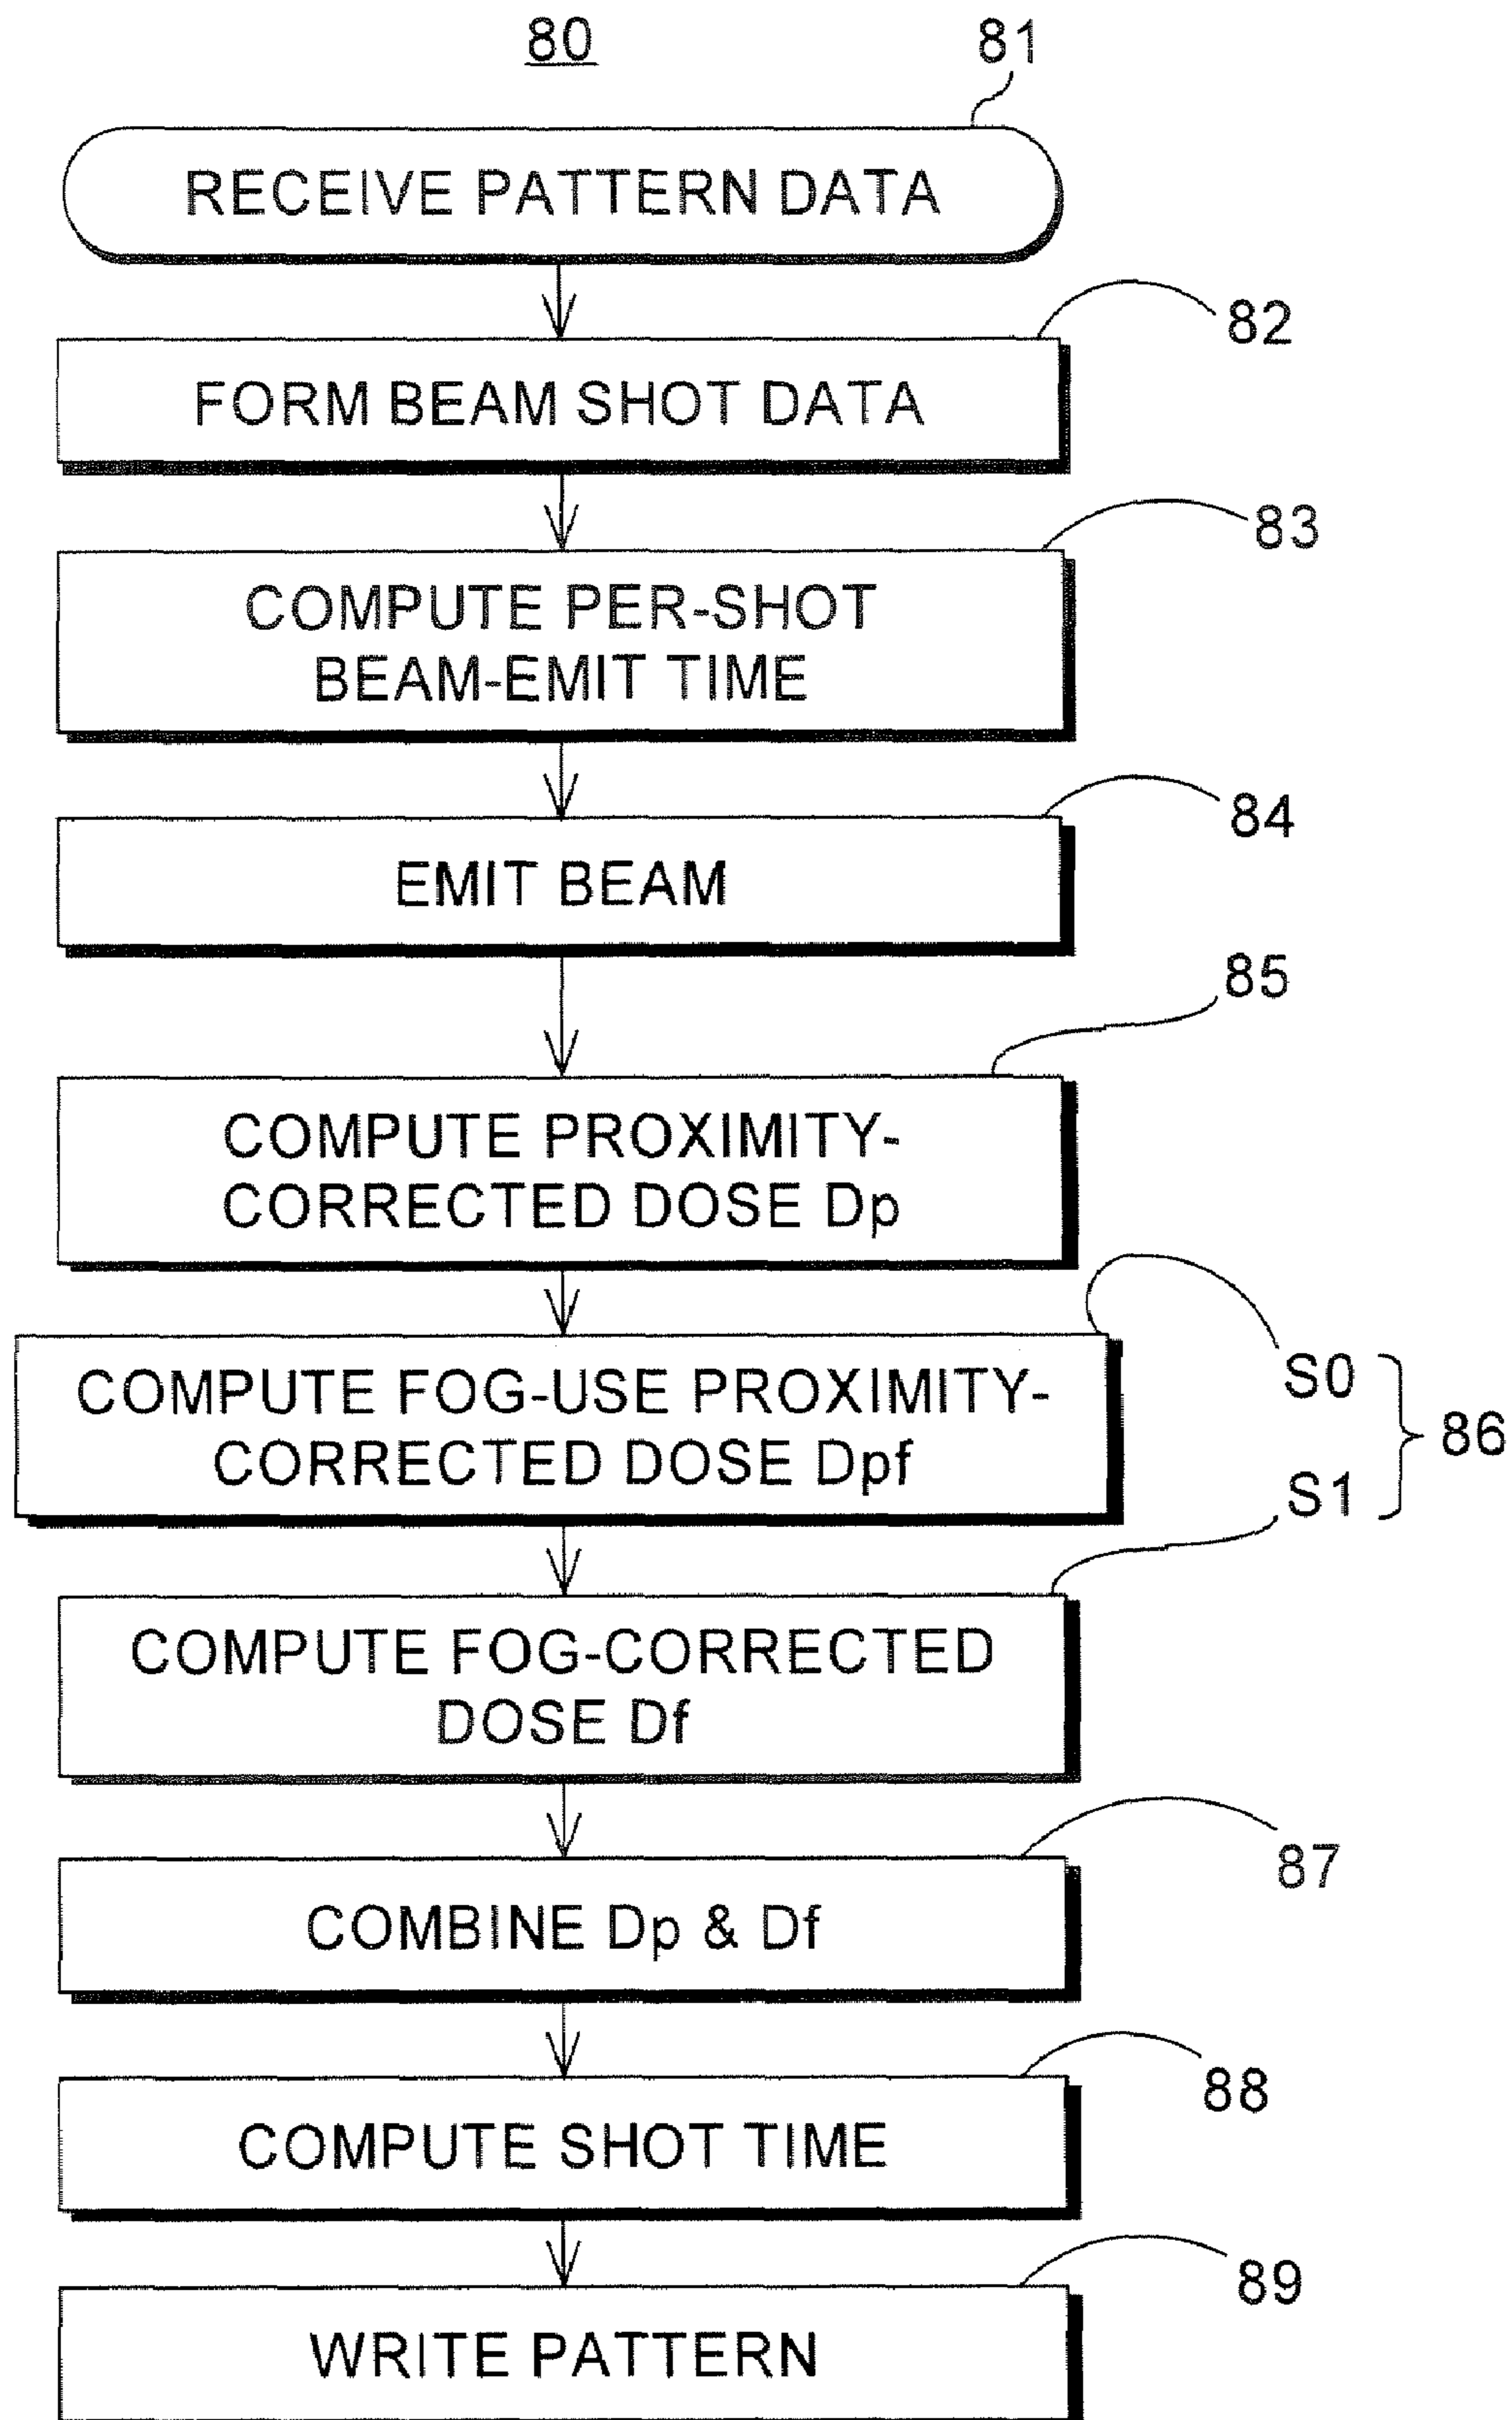 80
81
RECEIVE PATTERN DATA
82
FORM BEAM SHOT DATA
83
COMPUTE PER-SHOT
BEAM-EMIT TIME
84
EMIT BEAM
85
COMPUTE PROXIMITY-
CORRECTED DOSE Dp
S0
COMPUTE FOG-USE PROXIMITY-
CORRECTED DOSE Dpf
86
S1
COMPUTE FOG-CORRECTED
DOSE Df
87
COMBINE Dp & Df
88
COMPUTE SHOT TIME
89
WRITE PATTERN